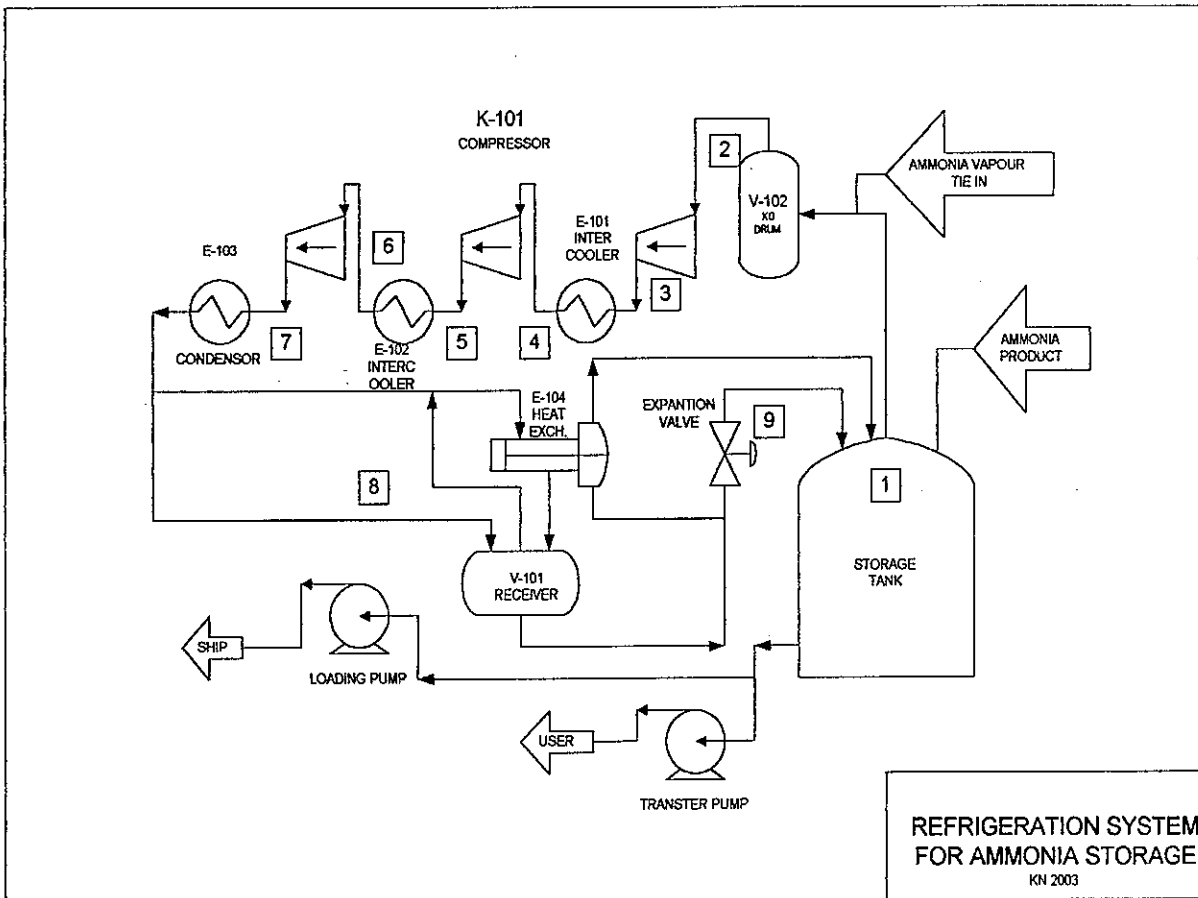 K-101
COMPRESSOR
2
AMMONIA VAPOUR
TIE IN
V-102
KO
DRUM
E-101
INTER
COOLER
E-103
6
3
CONDENSOR
7
E-102
INTERC
OOLER
5
4
AMMONIA
PRODUCT
E-104
HEAT
EXCH.
EXPANTION
VALVE
9
8
1
STORAGE
TANK
V-101
RECEIVER
SHIP
LOADING PUMP
USER
TRANSTER PUMP
REFRIGERATION SYSTEM
FOR AMMONIA STORAGE
KN 2003